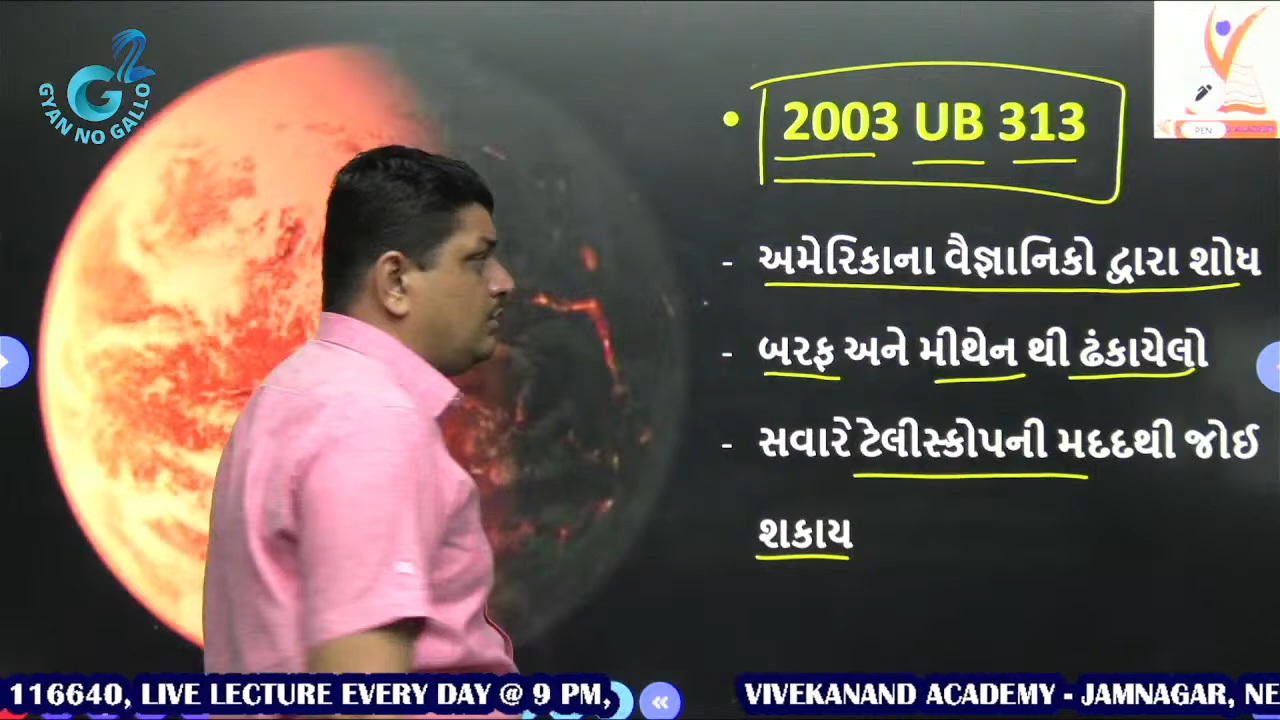 GYAN NO GALLO
2003 UB 313
PEN
- અમેરિકાના વૈજ્ઞાનિકો દ્વારા શોધ
- બરફ અને મીથેન થી ઢંકાયેલો
- સવારે ટેલીસ્કોપની મદદથી જોઈ
શકાય
116640, LIVE LECTURE EVERY DAY @ 9 PM, VIVEKANAND ACADEMY - JAMNAGAR, NE